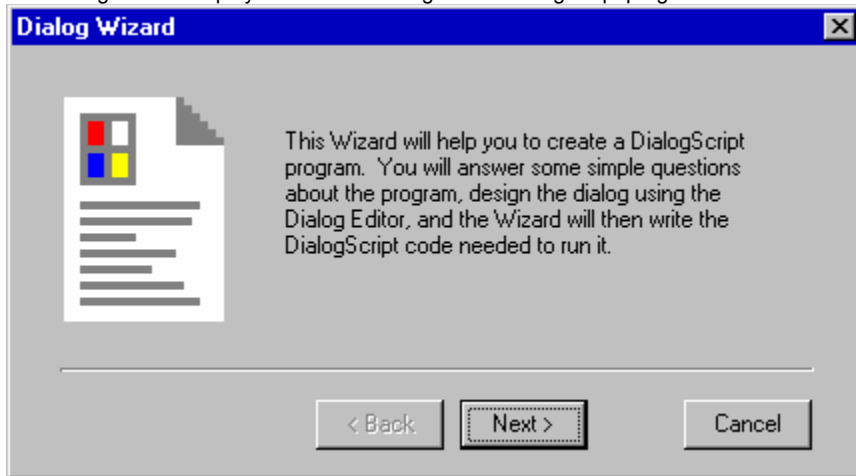 Dialog Wizard
This Wizard will help you to create a DialogScript
program. You will answer some simple questions
about the program, design the dialog using the
Dialog Editor, and the Wizard will then write the
DialogScript code needed to run it.
< Back Next > Cancel